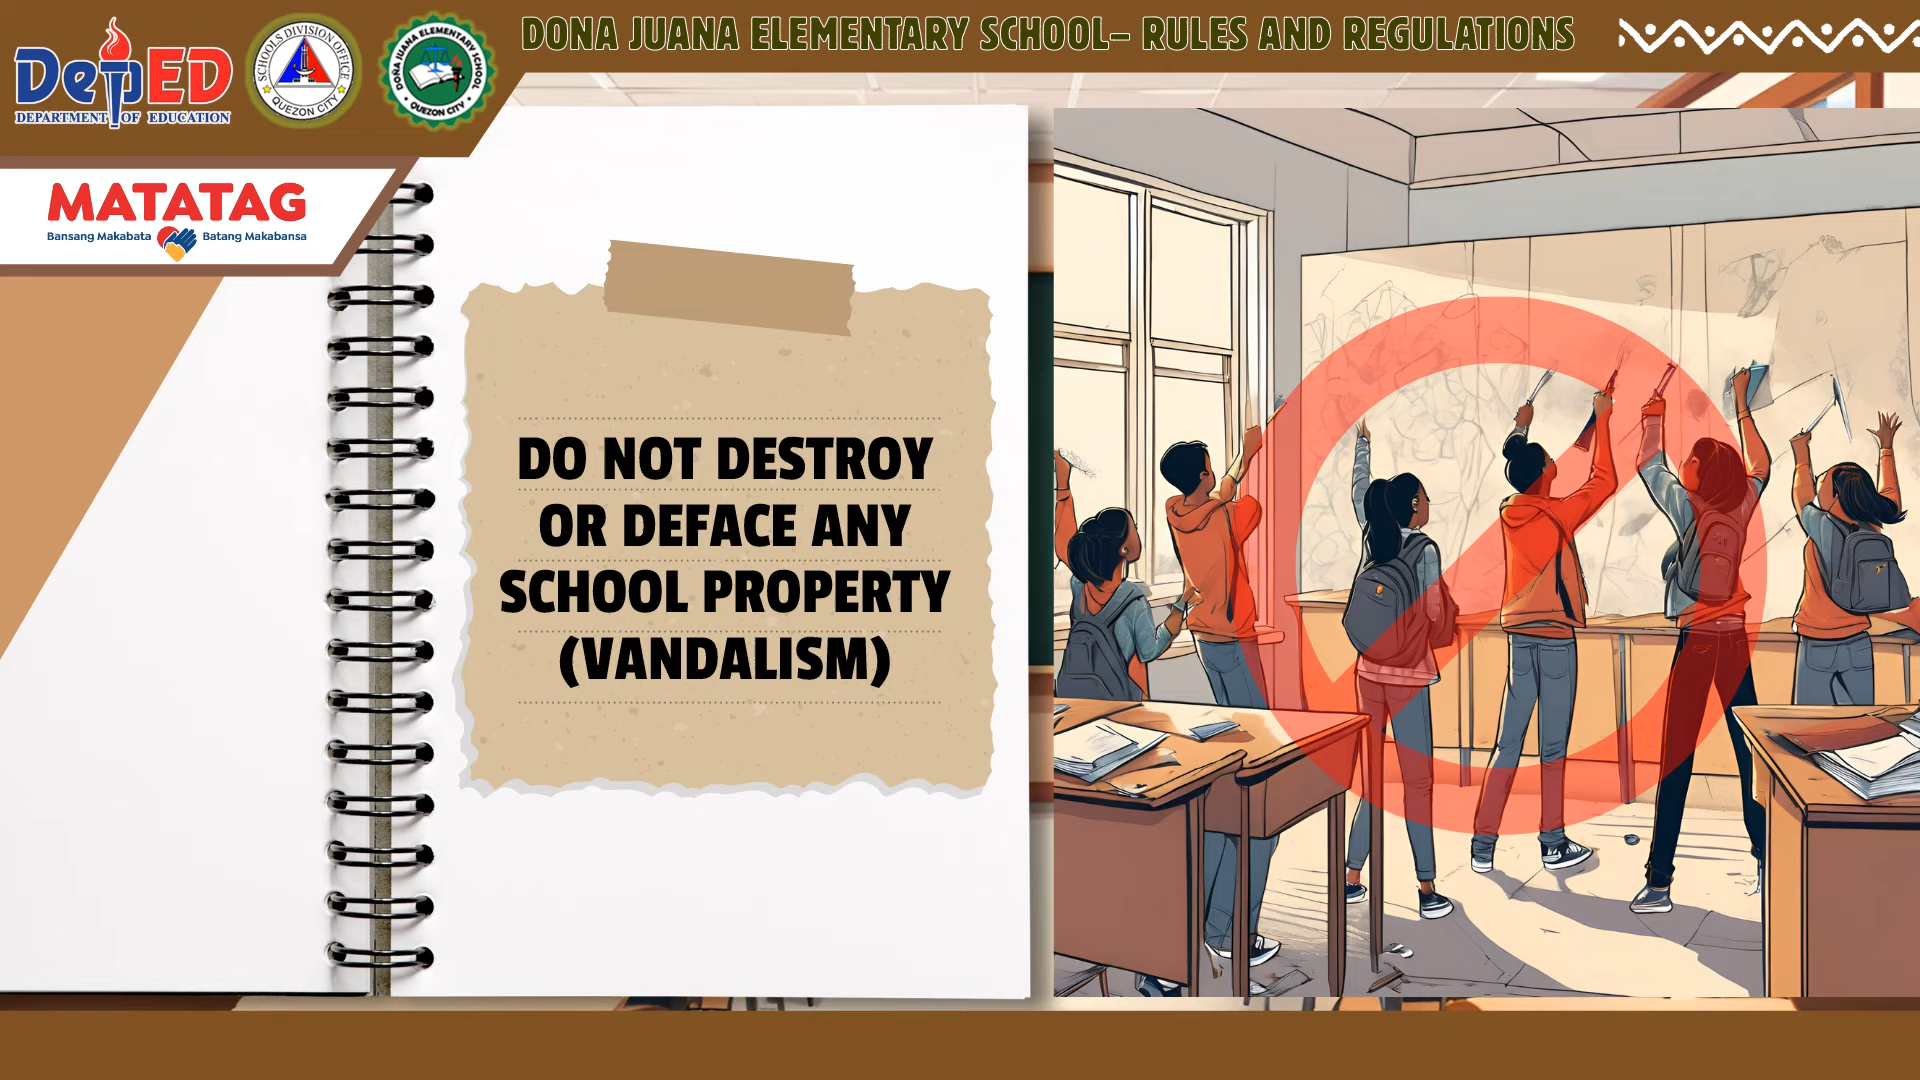 DONA JUANA ELEMENTARY SCHOOL– RULES AND REGULATIONS
DepED
DEPARTMENT OF EDUCATION
SCHOOLS DIVISION OFFICE
QUEZON CITY
DOÑA JUANA ELEMENTARY SCHOOL
QUEZON CITY
MATATAG
Bansang Makabata Batang Makabansa
DO NOT DESTROY
OR DEFACE ANY
SCHOOL PROPERTY
(VANDALISM)